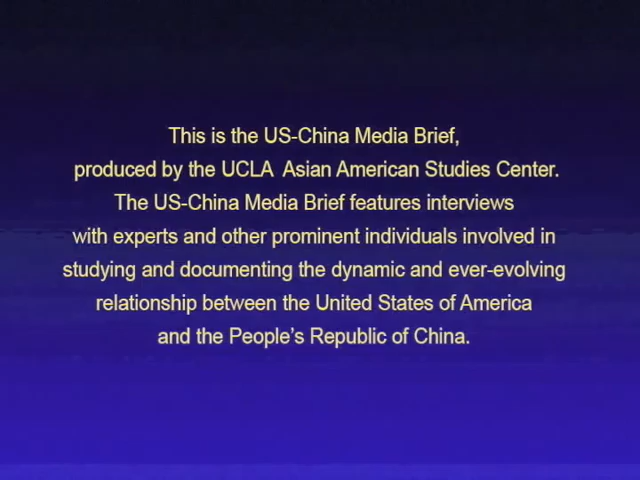 This is the US-China Media Brief,
produced by the UCLA Asian American Studies Center.
The US-China Media Brief features interviews
with experts and other prominent individuals involved in
studying and documenting the dynamic and ever-evolving
relationship between the United States of America
and the People's Republic of China.